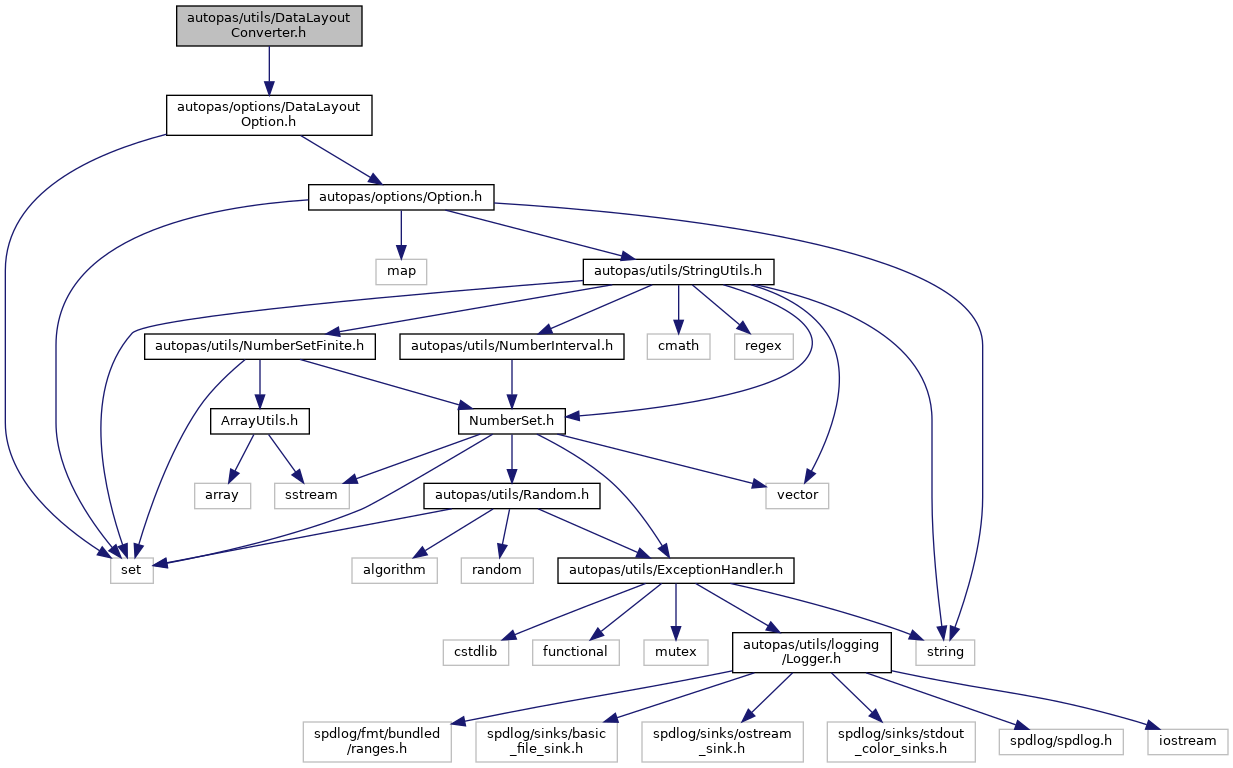 autopas/utils/DataLayout
Converter.h
autopas/options/DataLayout
Option.h
autopas/options/Option.h
map
autopas/utils/StringUtils.h
autopas/utils/NumberSetFinite.h
autopas/utils/NumberInterval.h
cmath
regex
ArrayUtils.h
NumberSet.h
array
sstream
autopas/utils/Random.h
vector
set
algorithm
random
autopas/utils/ExceptionHandler.h
cstdlib
functional
mutex
autopas/utils/logging
/Logger.h
string
spdlog/fmt/bundled
/ranges.h
spdlog/sinks/basic
_file_sink.h
spdlog/sinks/ostream
_sink.h
spdlog/sinks/stdout
_color_sinks.h
spdlog/spdlog.h
iostream